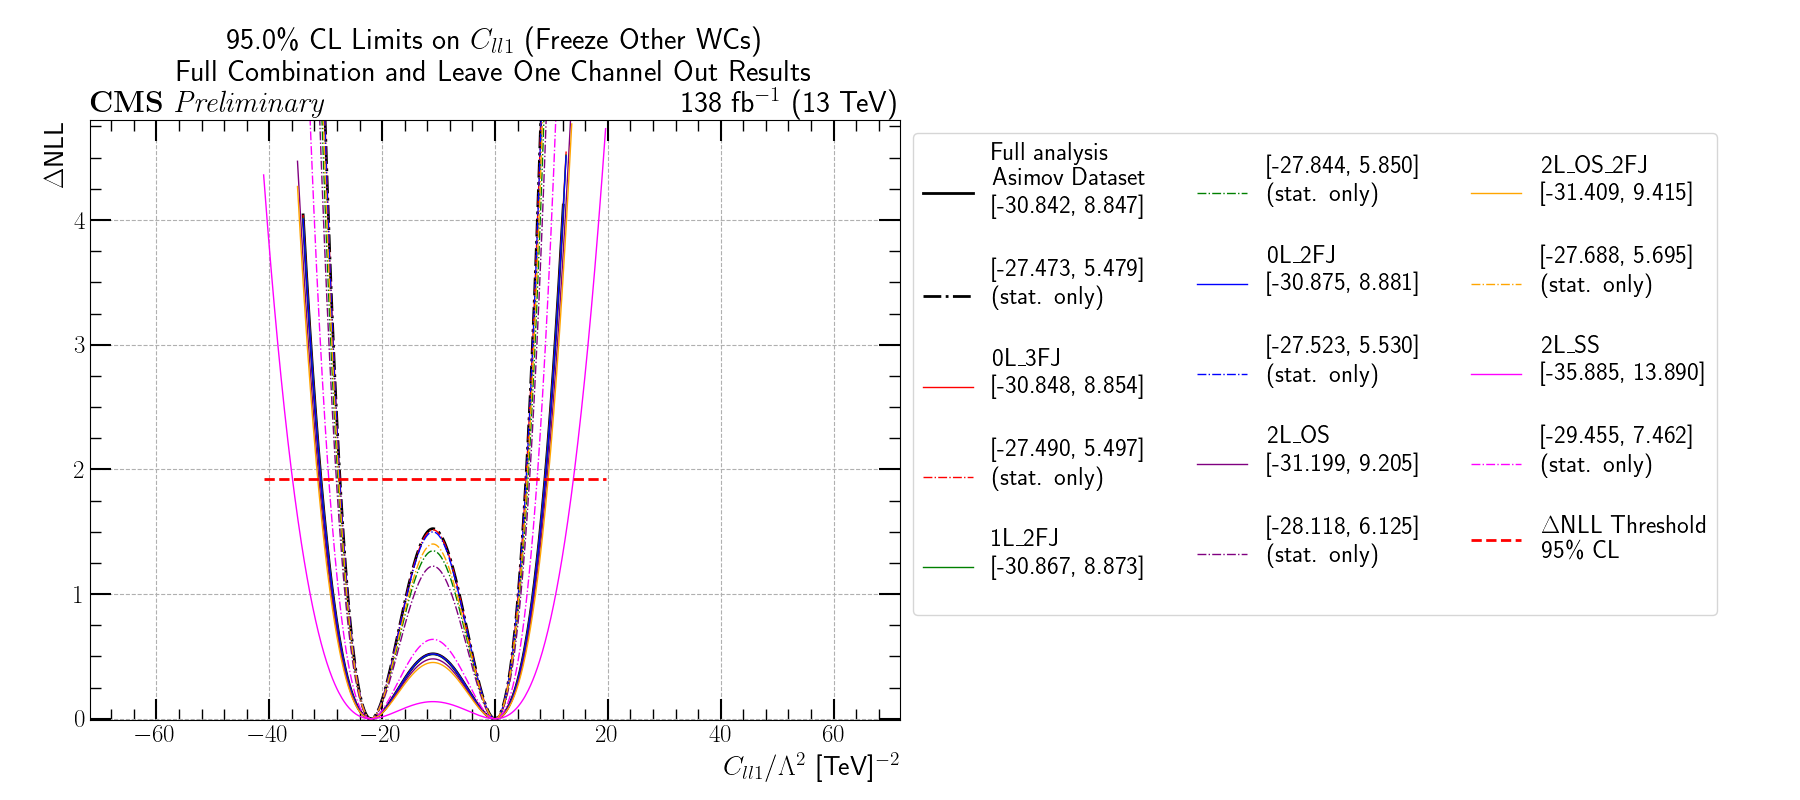 95.0% CL Limits on C_{ll1} (Freeze Other WCs)
Full Combination and Leave One Channel Out Results
CMS Preliminary 138 fb^{-1} (13 TeV)
ΔNLL
4
3
2
1
0
−60 −40 −20 0 20 40 60
C_{ll1}/Λ^2 [TeV]^{-2}
Full analysis
Asimov Dataset
[-30.842, 8.847]
[-27.473, 5.479]
(stat. only)
0L_3FJ
[-30.848, 8.854]
[-27.490, 5.497]
(stat. only)
1L_2FJ
[-30.867, 8.873]
[-27.844, 5.850]
(stat. only)
0L_2FJ
[-30.875, 8.881]
[-27.523, 5.530]
(stat. only)
2L_OS
[-31.199, 9.205]
[-28.118, 6.125]
(stat. only)
2L_OS_2FJ
[-31.409, 9.415]
[-27.688, 5.695]
(stat. only)
2L_SS
[-35.885, 13.890]
[-29.455, 7.462]
(stat. only)
ΔNLL Threshold
95% CL